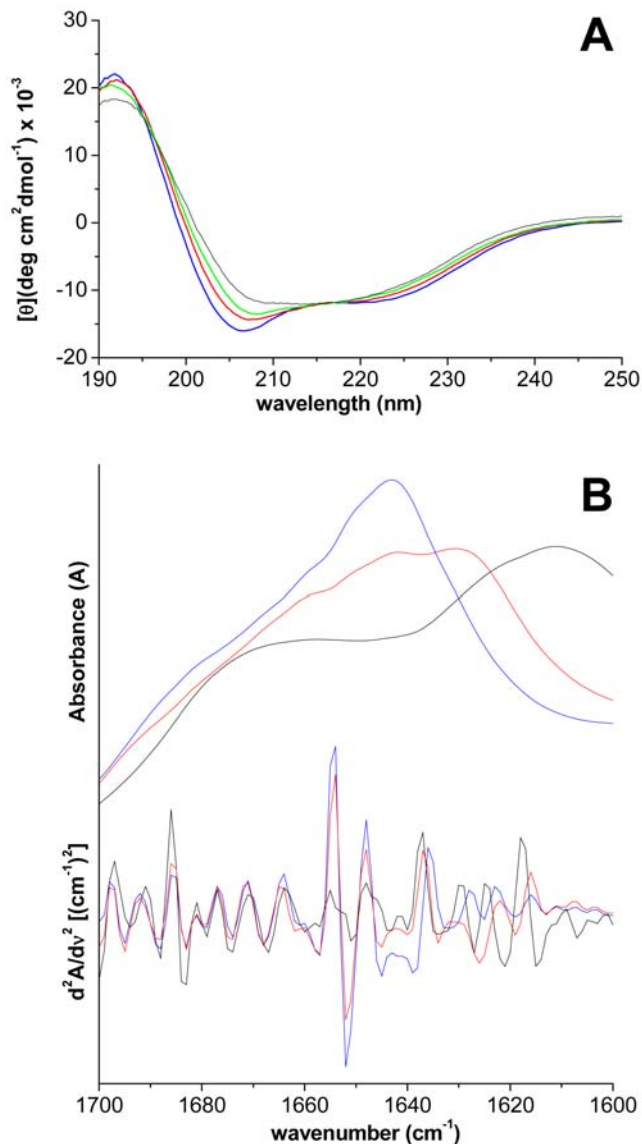 A
[θ](deg cm²dmol⁻¹) x 10⁻³
30
20
10
0
-10
-20
190 200 210 220 230 240 250
wavelength (nm)
B
Absorbance (A)
d²A/dν² [(cm⁻¹)²]
1700 1680 1660 1640 1620 1600
wavenumber (cm⁻¹)